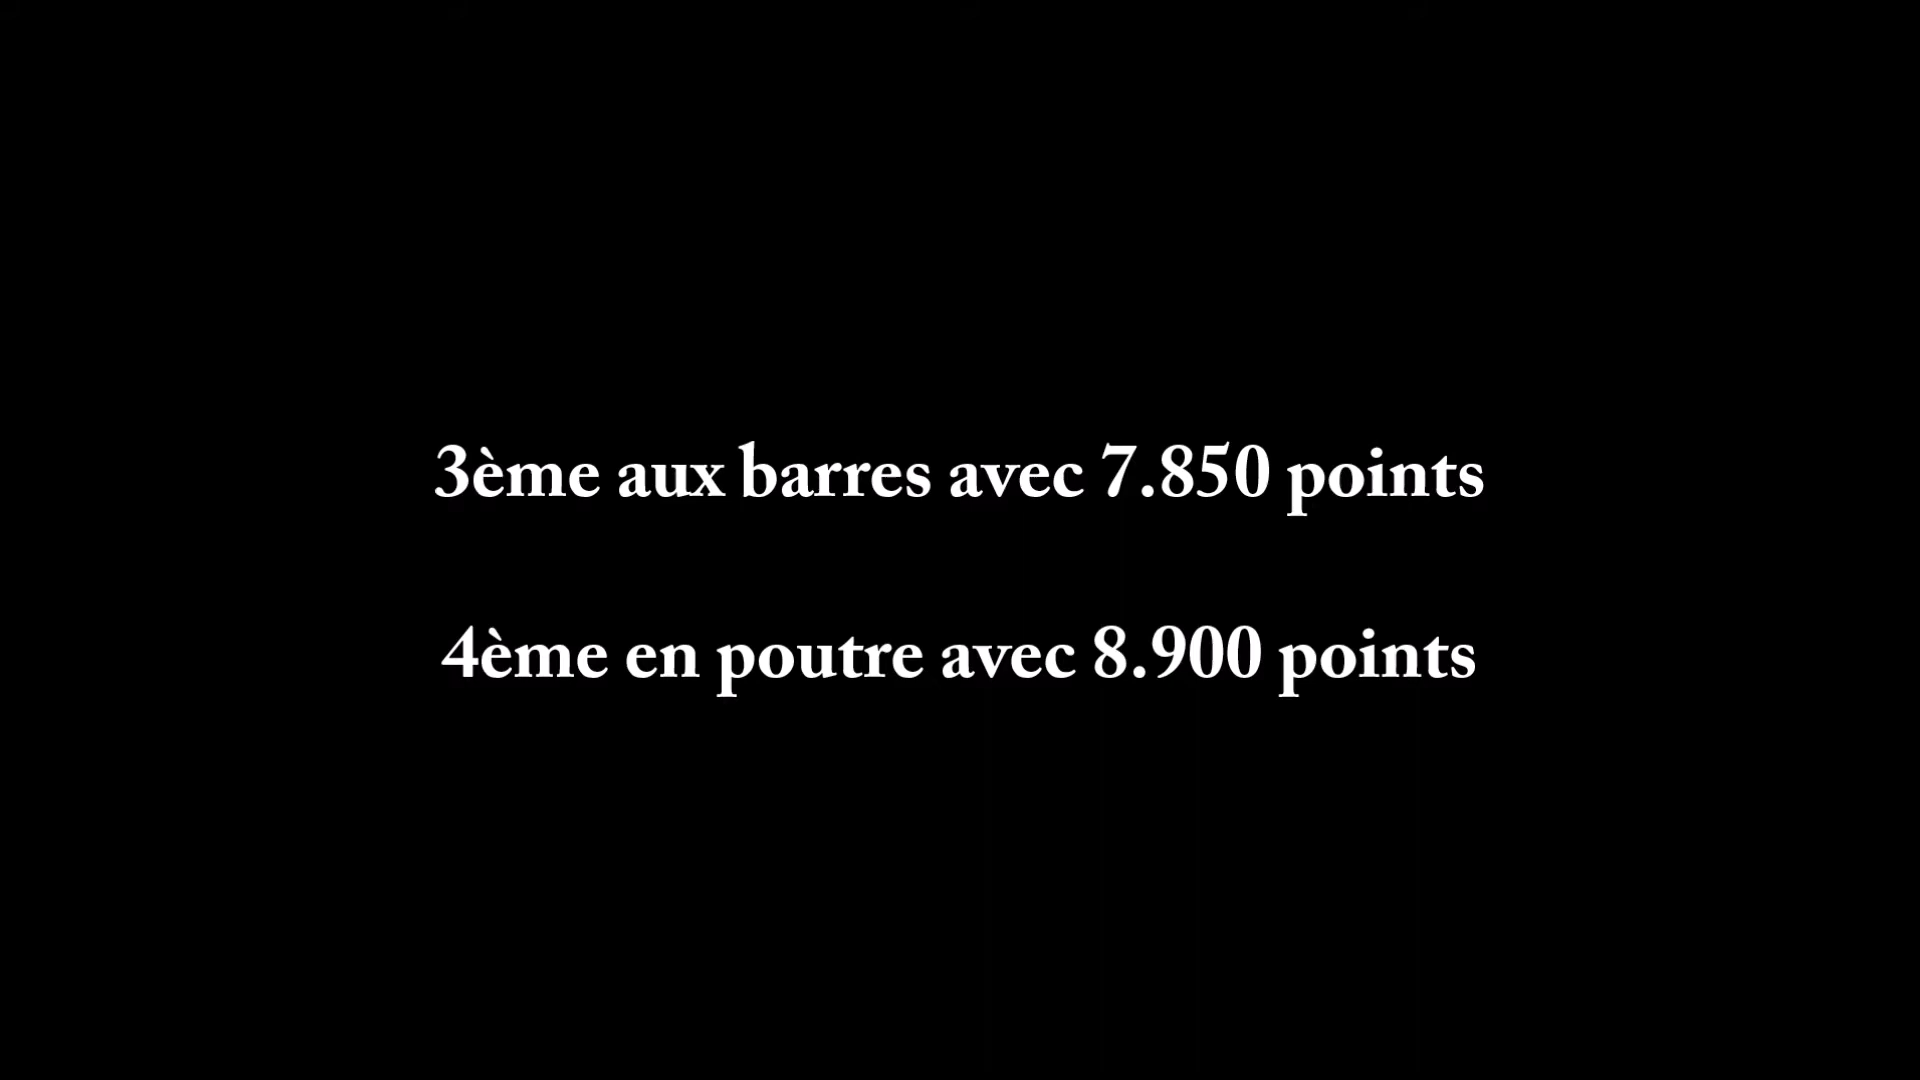 3ème aux barres avec 7.850 points
4ème en poutre avec 8.900 points